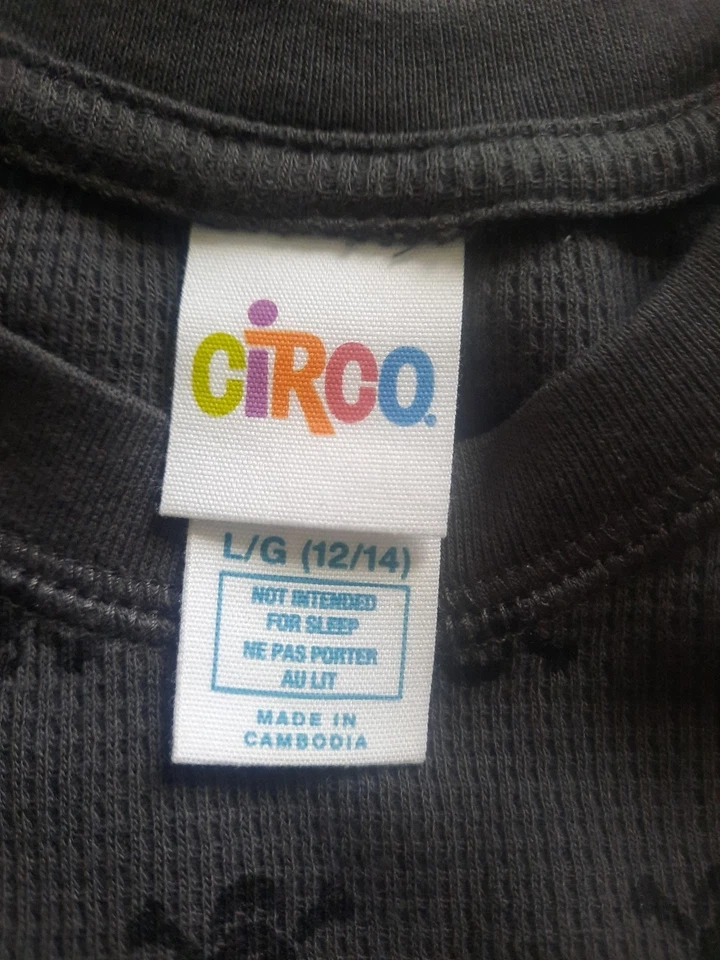 CiRCO.
L/G (12/14)
NOT INTENDED
FOR SLEEP
NE PAS PORTER
AU LIT
MADE IN
CAMBODIA